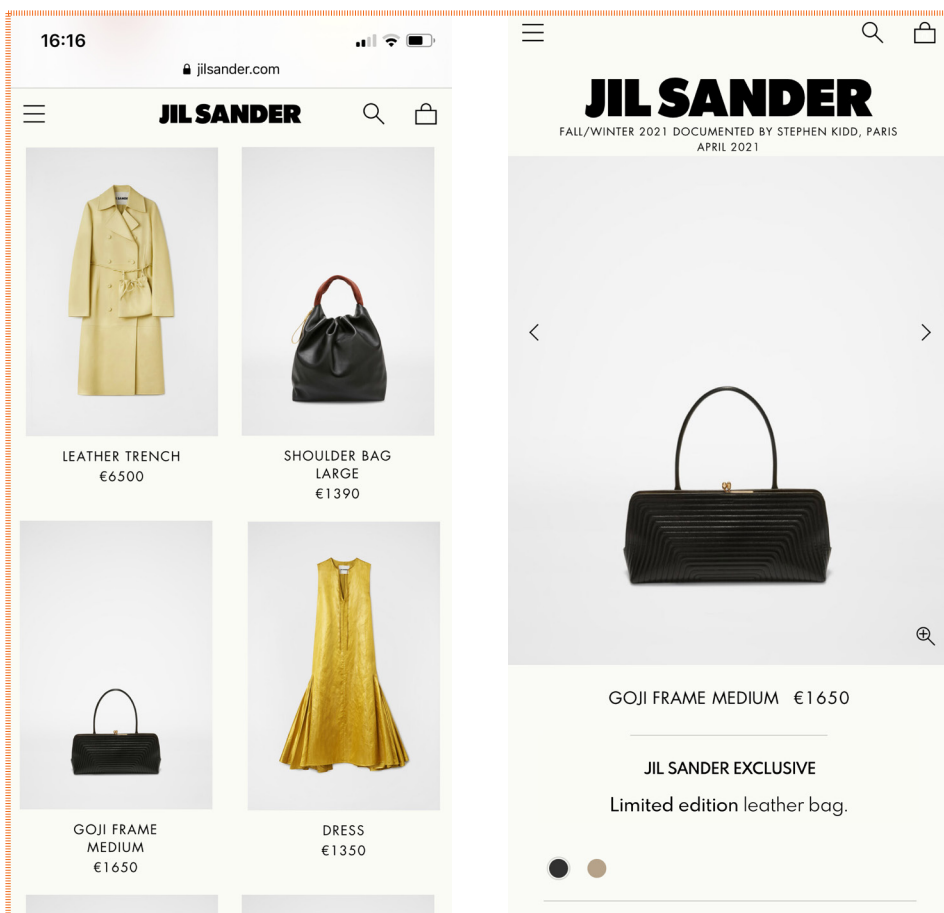 16:16
jilsander.com
JIL SANDER
LEATHER TRENCH
€6500
SHOULDER BAG
LARGE
€1390
GOJI FRAME
MEDIUM
€1650
DRESS
€1350
JIL SANDER
FALL/WINTER 2021 DOCUMENTED BY STEPHEN KIDD, PARIS
APRIL 2021
GOJI FRAME MEDIUM €1650
JIL SANDER EXCLUSIVE
Limited edition leather bag.